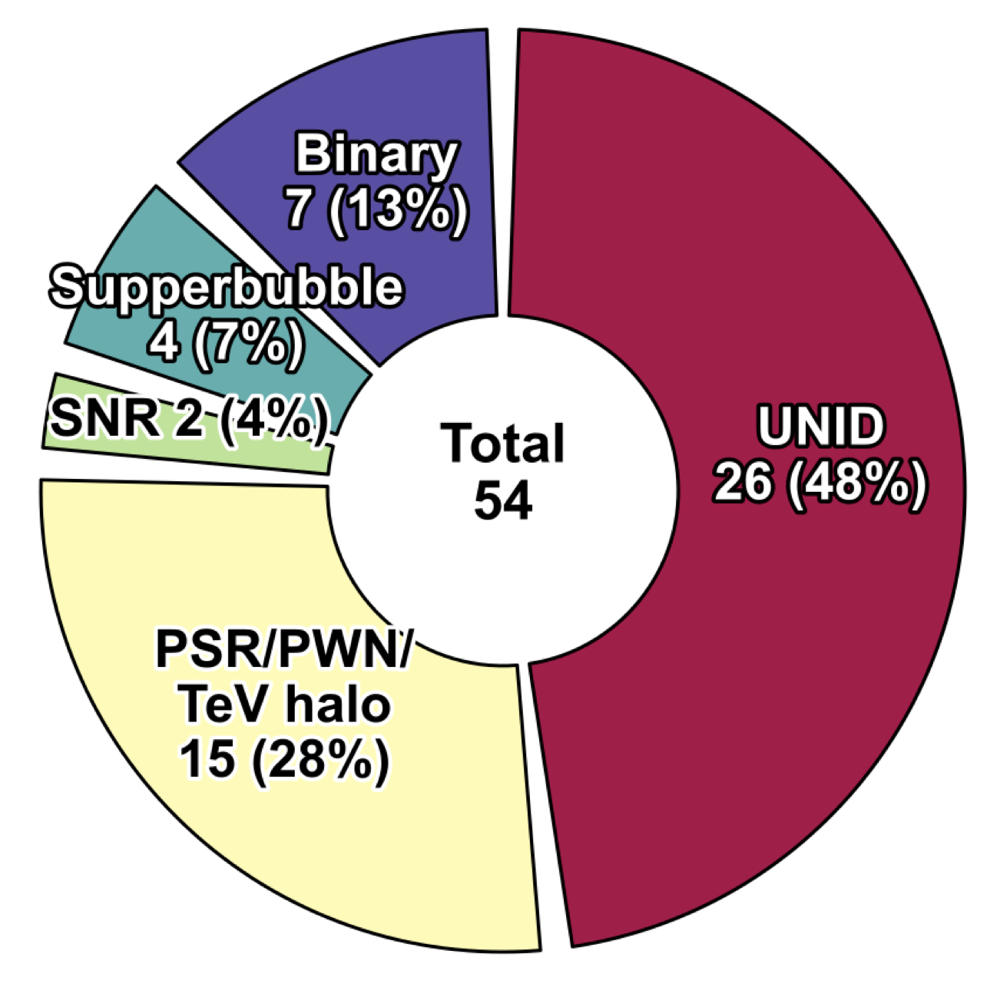 Binary
7 (13%)
Supperbubble
4 (7%)
SNR 2 (4%)
Total
54
UNID
26 (48%)
PSR/PWN/
TeV halo
15 (28%)